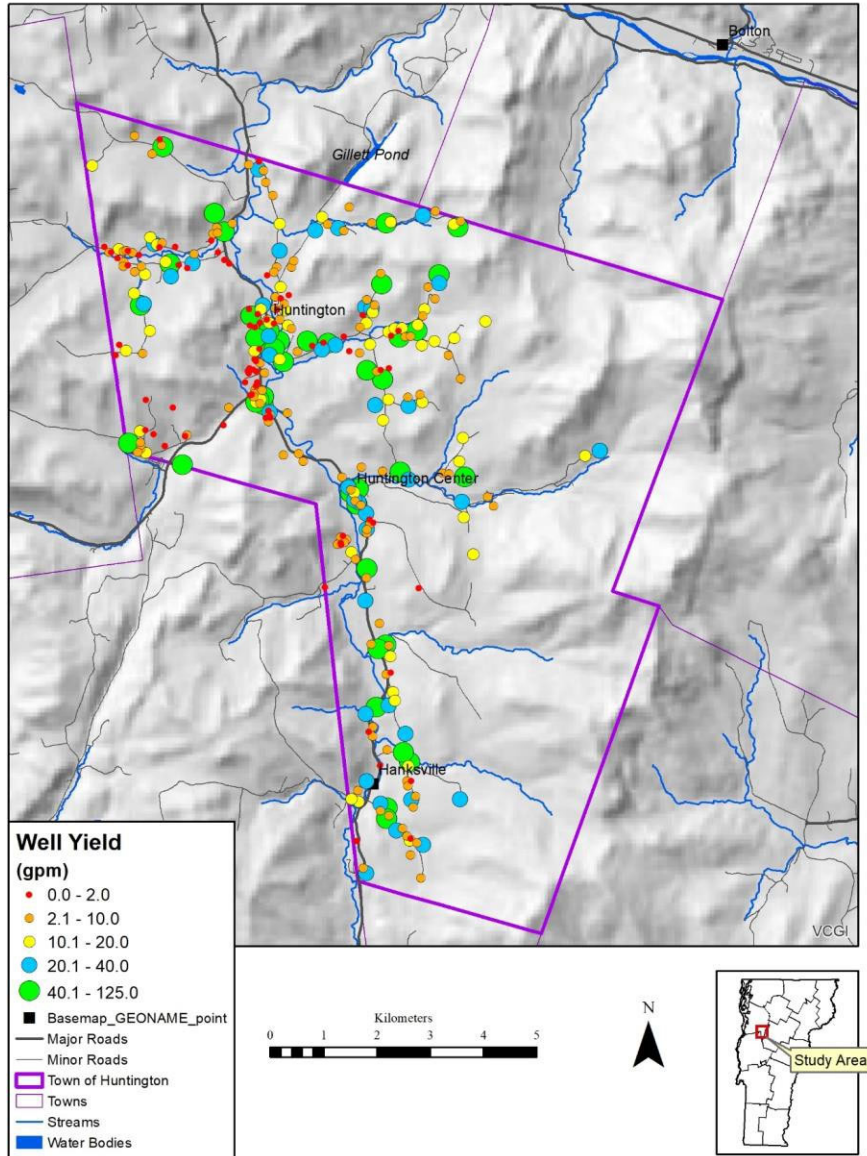 Bolton
Gillett Pond
Huntington
Huntington Center
Hanksville
VCGI
Well Yield
(gpm)
0.0 - 2.0
2.1 - 10.0
10.1 - 20.0
20.1 - 40.0
40.1 - 125.0
Basemap_GEONAME_point
Major Roads
Minor Roads
Town of Huntington
Towns
Streams
Water Bodies
Kilometers
0 1 2 3 4 5
N
Study Area